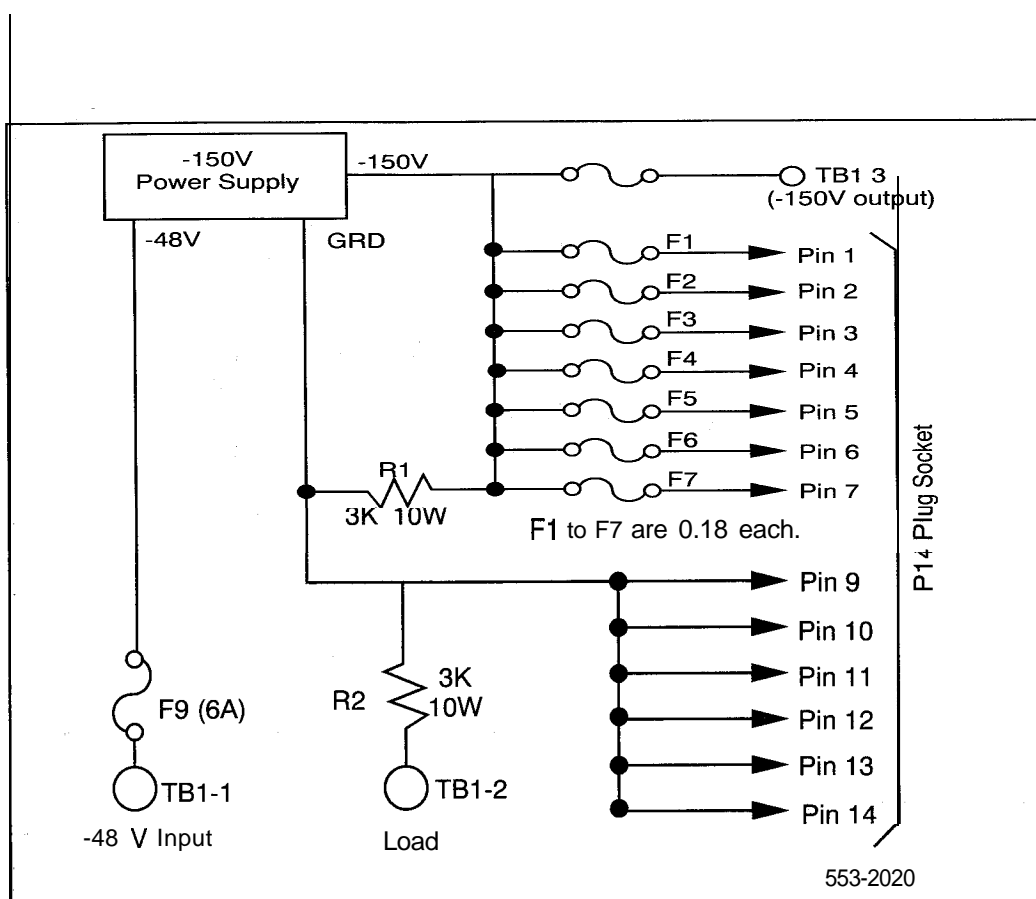 -150V
Power Supply
-150V
TB1 3
(-150V output)
-48V
GRD
F1
Pin 1
F2
Pin 2
F3
Pin 3
F4
Pin 4
F5
Pin 5
F6
Pin 6
R1
F7
Pin 7
3K 10W
F1 to F7 are 0.18 each.
P14 Plug Socket
Pin 9
Pin 10
Pin 11
Pin 12
Pin 13
Pin 14
R2
3K
10W
F9 (6A)
TB1-1
TB1-2
-48 V Input
Load
553-2020